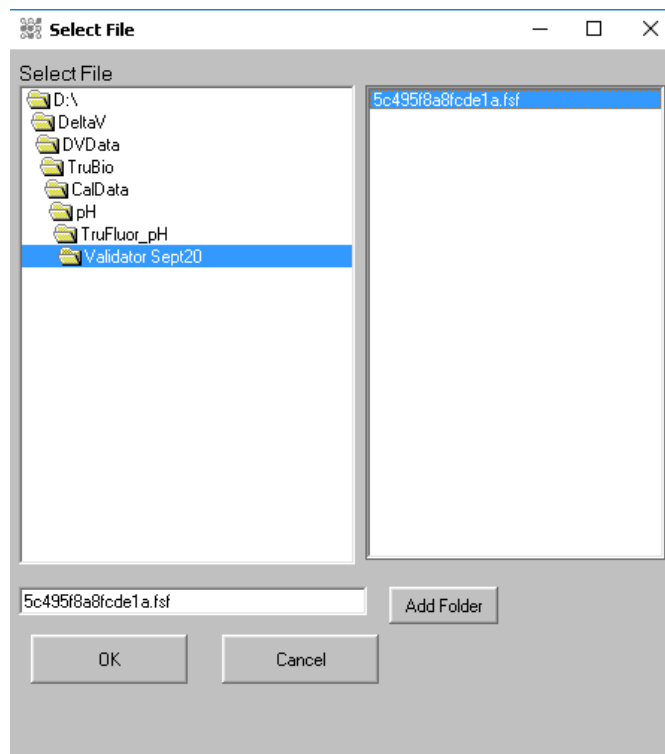 Select File
Select File
D:\
DeltaV
DVData
TruBio
CalData
pH
TruFluor_pH
Validator Sept20
5c495f8a8fcde1a.fsf
5c495f8a8fcde1a.fsf
Add Folder
OK
Cancel